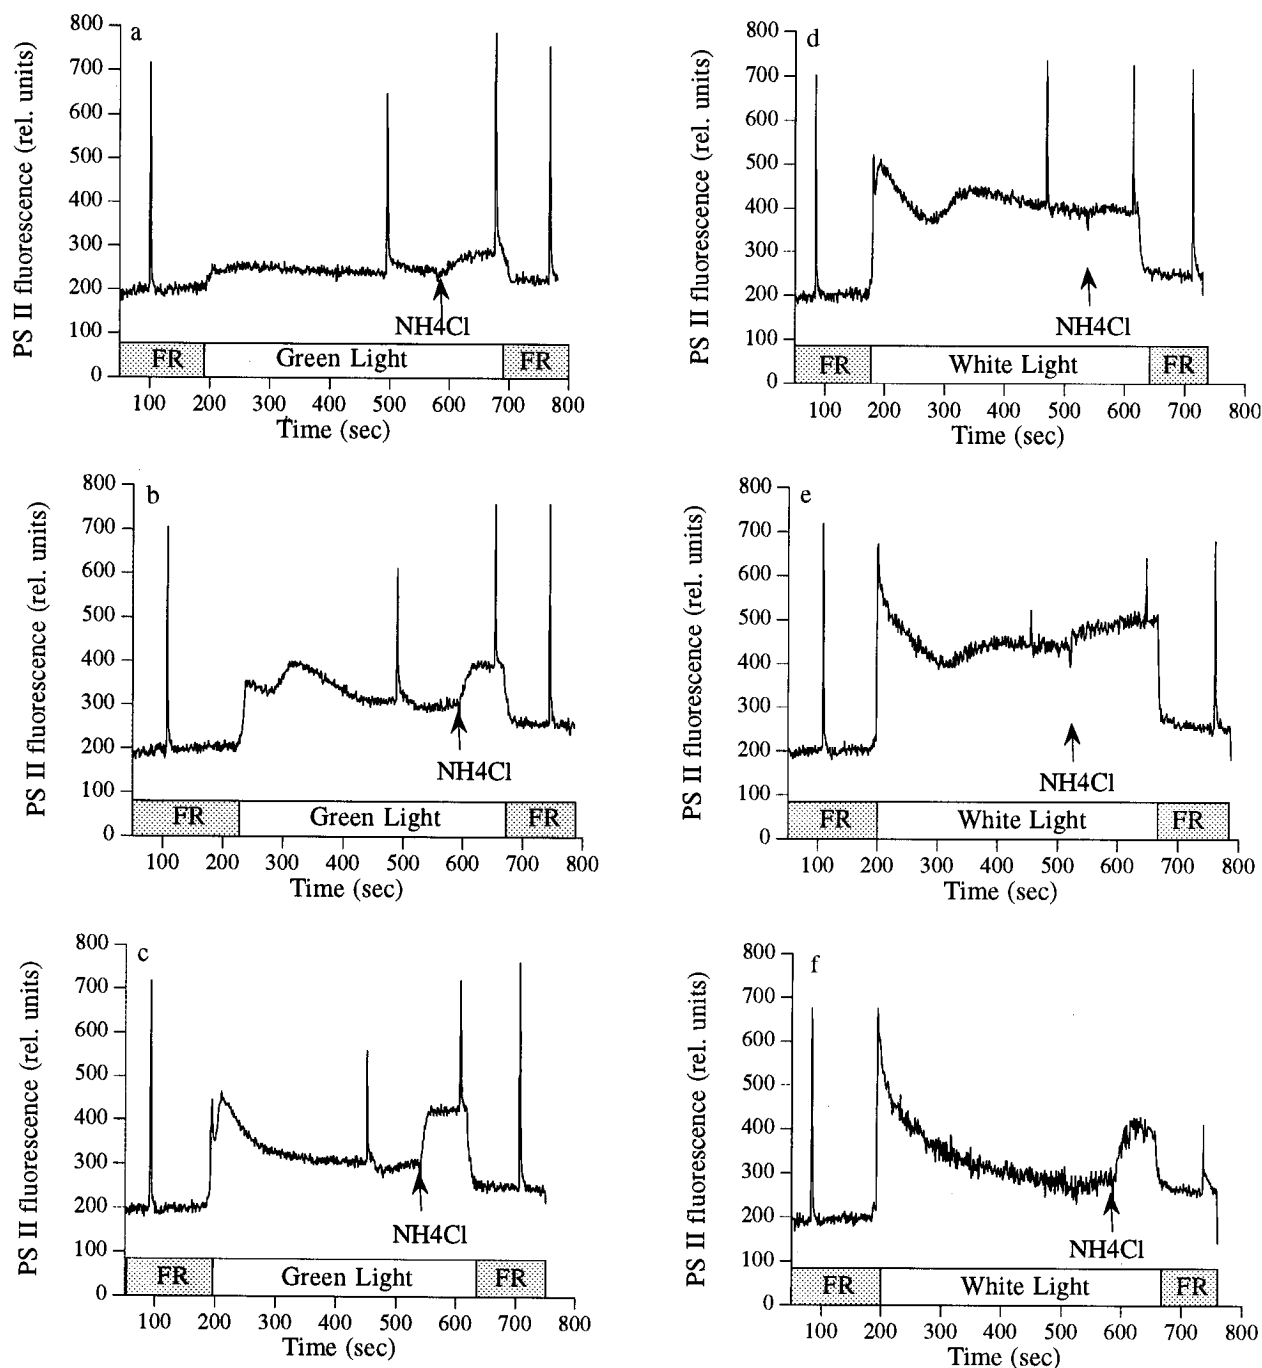 a
PS II fluorescence (rel. units)
800
700
600
500
400
300
200
100
0
NH4Cl
FR Green Light FR
100 200 300 400 500 600 700 800
Time (sec)
d
PS II fluorescence (rel. units)
800
700
600
500
400
300
200
100
0
NH4Cl
FR White Light FR
100 200 300 400 500 600 700 800
Time (sec)
b
PS II fluorescence (rel. units)
800
700
600
500
400
300
200
100
0
NH4Cl
FR Green Light FR
100 200 300 400 500 600 700 800
Time (sec)
e
PS II fluorescence (rel. units)
800
700
600
500
400
300
200
100
0
NH4Cl
FR White Light FR
100 200 300 400 500 600 700 800
Time (sec)
c
PS II fluorescence (rel. units)
800
700
600
500
400
300
200
100
0
NH4Cl
FR Green Light FR
100 200 300 400 500 600 700 800
Time (sec)
f
PS II fluorescence (rel. units)
800
700
600
500
400
300
200
100
0
NH4Cl
FR White Light FR
100 200 300 400 500 600 700 800
Time (sec)